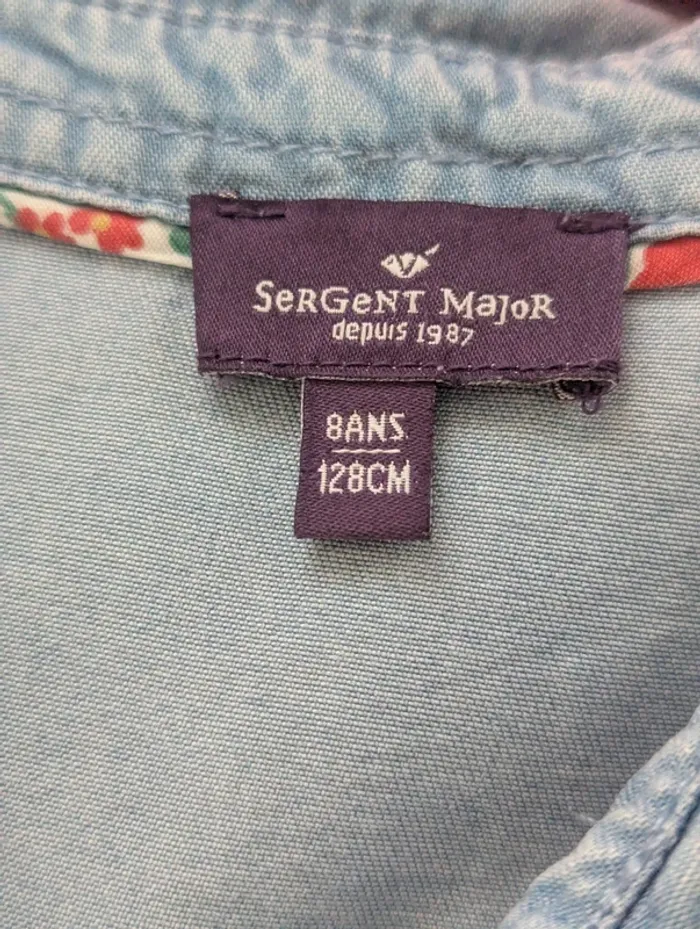 SeRGeNT MajoR
depuis 1987
8ANS
128CM